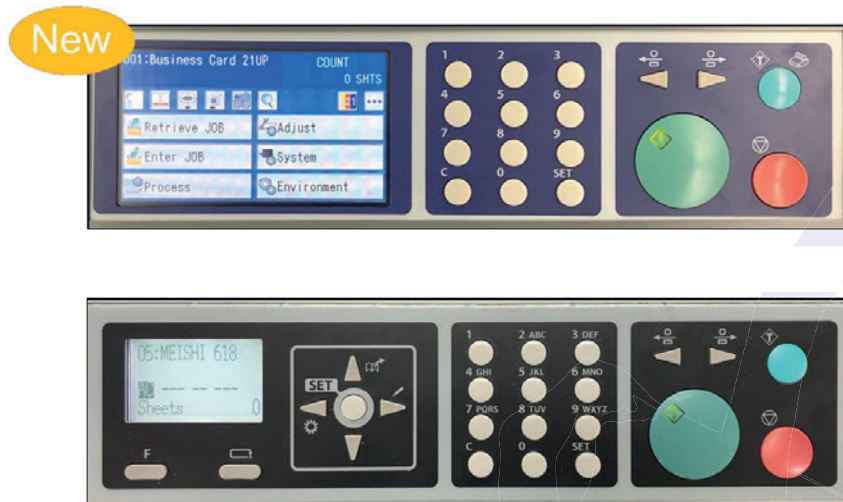 New
001:Business Card 21UP
COUNT
0 SHTS
Retrieve JOB
Adjust
Enter JOB
System
Process
Environment
1 2 3
4 5 6
7 8 9
C 0 SET
T
05:MEISHI 618
--- --- ---
Sheets 0
SET
F
1 2 ABC 3 DEF
4 GHI 5 JKL 6 MNO
7 PQRS 8 TUV 9 WXYZ
C 0 SET
T